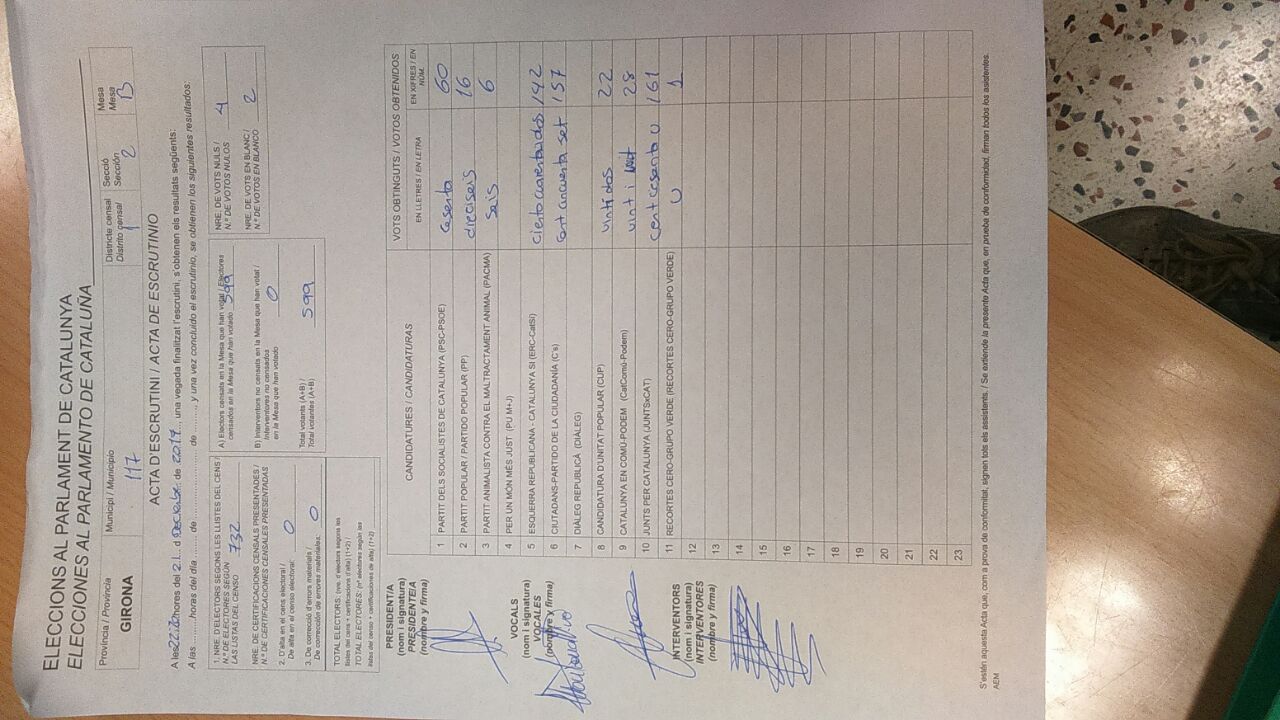 ELECCIONS AL PARLAMENT DE CATALUNYA
ELECCIONES AL PARLAMENTO DE CATALUÑA
Província / Provincia
GIRONA
Municipi / Municipio
117
Districte censal
Distrito censal
1
Secció
Sección
2
Mesa
Mesa
B
ACTA D'ESCRUTINI / ACTA DE ESCRUTINIO
A les 22:20 hores del 21 d de 2017, una vegada finalitzat l'escrutini, s'obtenen els resultats següents:
A las horas del día de de , y una vez concluido el escrutinio, se obtienen los siguientes resultados:
1. NRE. D'ELECTORS SEGONS LES LLISTES DEL CENS /
N.º DE ELECTORES SEGÚN
LAS LISTAS DEL CENSO
732
NRE. DE CERTIFICACIONS CENSALS PRESENTADES /
N.º DE CERTIFICACIONES CENSALES PRESENTADAS
2. D'alta en el cens electoral /
De alta en el censo electoral:
0
3. De correcció d'errors materials /
De corrección de errores materiales:
0
TOTAL ELECTORS: (nre. d'electors segons les
llistes del cens + certificacions d'alta) (1+2)
TOTAL ELECTORES: (n.º electores según las
listas del censo + certificaciones de alta) (1+2)
A) Electors censats en la Mesa que han votat / Electores
censados en la Mesa que han votado
599
B) Interventors no censats en la Mesa que han votat /
Interventores no censados
en la Mesa que han votado
0
Total votants (A+B) /
Total votantes (A+B)
599
NRE. DE VOTS NULS /
N.º DE VOTOS NULOS
4
NRE. DE VOTS EN BLANC /
N.º DE VOTOS EN BLANCO
2
CANDIDATURES / CANDIDATURAS
VOTS OBTINGUTS / VOTOS OBTENIDOS
EN LLETRES / EN LETRA
EN XIFRES / EN NÚM.
1 PARTIT DELS SOCIALISTES DE CATALUNYA (PSC-PSOE) cesenta 60
2 PARTIT POPULAR / PARTIDO POPULAR (PP) dieciseis 16
3 PARTIT ANIMALISTA CONTRA EL MALTRACTAMENT ANIMAL (PACMA) Sais 6
4 PER UN MÓN MÉS JUST (PU M+J)
5 ESQUERRA REPUBLICANA - CATALUNYA SÍ (ERC-CatSí) ciento cuarentaidos 142
6 CIUTADANS-PARTIDO DE LA CIUDADANÍA (C's) cent cincuenta set 157
7 DIÀLEG REPUBLICÀ (DIÀLEG)
8 CANDIDATURA D'UNITAT POPULAR (CUP) vintidos 22
9 CATALUNYA EN COMÚ-PODEM (CatComú-Podem) vint i 28
10 JUNTS PER CATALUNYA (JUNTSxCAT) cent sesenta u 161
11 RECORTES CERO-GRUPO VERDE (RECORTES CERO-GRUPO VERDE) U 1
12
13
14
15
16
17
18
19
20
21
22
23
PRESIDENT/A
(nom i signatura)
PRESIDENTE/A
(nombre y firma)
VOCALS
(nom i signatura)
VOCALES
(nombre y firma)
INTERVENTORS
(nom i signatura)
INTERVENTORES
(nombre y firma)
S'estén aquesta Acta que, com a prova de conformitat, signen tots els assistents. / Se extiende la presente Acta que, en prueba de conformidad, firman todos los asistentes.
AEM